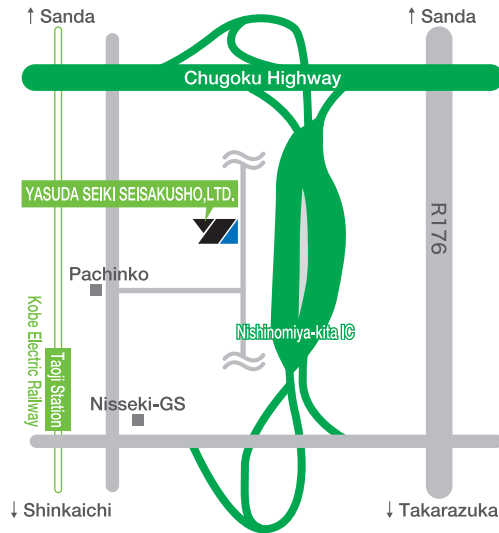 ↑ Sanda
↑ Sanda
Chugoku Highway
YASUDA SEIKI SEISAKUSHO,LTD.
R176
Pachinko
Nishinomiya-kita IC
Kobe Electric Railway
Taoji Station
Nisseki-GS
↓ Shinkaichi
↓ Takarazuka